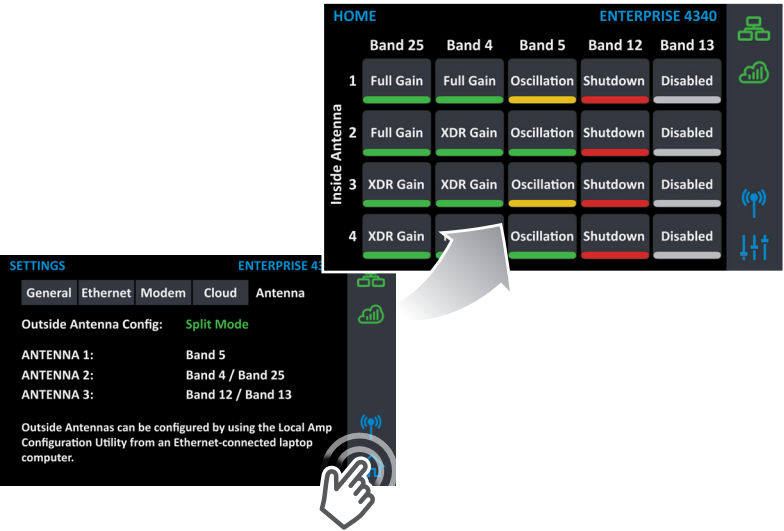 HOME ENTERPRISE 4340
Band 25 Band 4 Band 5 Band 12 Band 13
Inside Antenna
1 Full Gain Full Gain Oscillation Shutdown Disabled
2 Full Gain XDR Gain Oscillation Shutdown Disabled
3 XDR Gain XDR Gain Oscillation Shutdown Disabled
4 XDR Gain Oscillation Shutdown Disabled
SETTINGS ENTERPRISE
General Ethernet Modem Cloud Antenna
Outside Antenna Config: Split Mode
ANTENNA 1: Band 5
ANTENNA 2: Band 4 / Band 25
ANTENNA 3: Band 12 / Band 13
Outside Antennas can be configured by using the Local Amp
Configuration Utility from an Ethernet-connected laptop
computer.